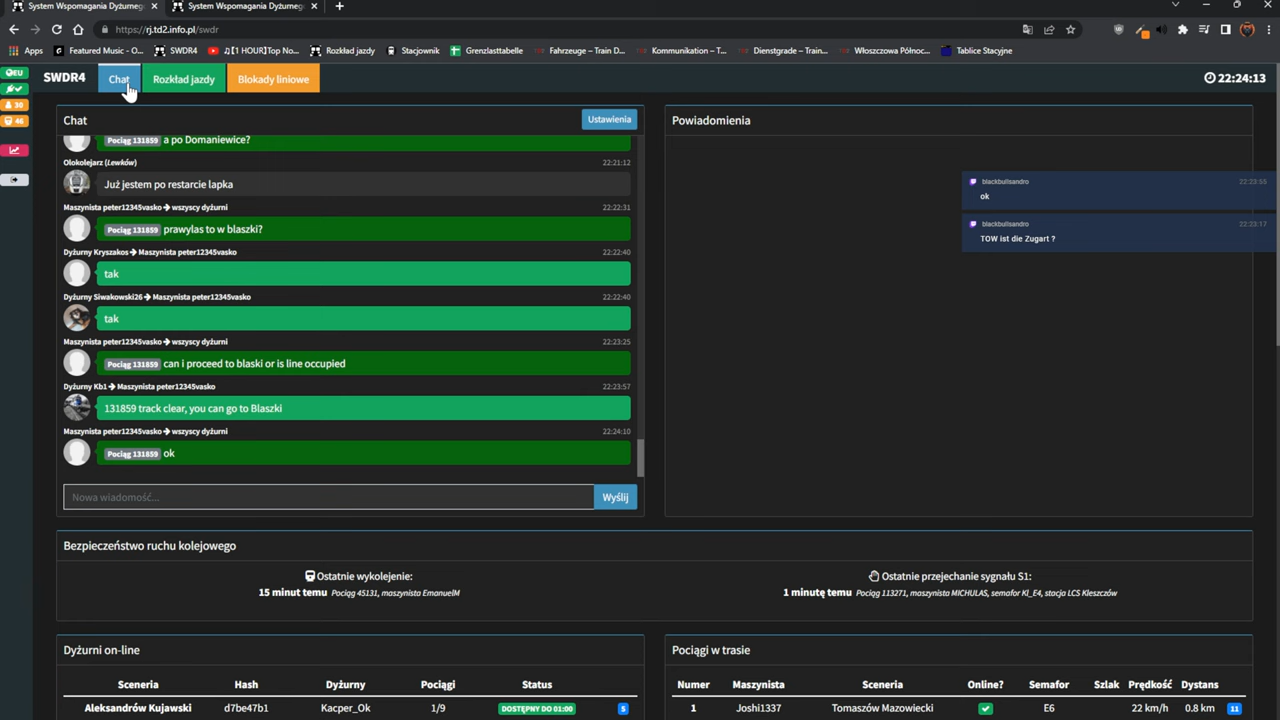 System Wspomagania Dyżurneg
System Wspomagania Dyżurneg
https://rj.td2.info.pl/swdr
Apps
Featured Music - O...
SWDR4
[1 HOUR]Top No...
Rozkład jazdy
Stacjownik
Grenzlasttabelle
Fahrzeuge – Train D...
Kommunikation – T...
Dienstgrade – Train...
Włoszczowa Północ...
Tablice Stacyjne
EU
30
46
SWDR4
Chat
Rozkład jazdy
Blokady liniowe
22:24:13
Chat
Ustawienia
Pociąg 131859 a po Domaniewice?
Olokolejarz (Lewków) 22:21:12
Już jestem po restarcie lapka
Maszynista peter12345vasko → wszyscy dyżurni 22:22:31
Pociąg 131859 prawylas to w blaszki?
Dyżurny Kryszakos → Maszynista peter12345vasko 22:22:40
tak
Dyżurny Siwakowski26 → Maszynista peter12345vasko 22:22:40
tak
Maszynista peter12345vasko → wszyscy dyżurni 22:23:25
Pociąg 131859 can i proceed to blaski or is line occupied
Dyżurny Kb1 → Maszynista peter12345vasko 22:23:57
131859 track clear, you can go to Blaszki
Maszynista peter12345vasko → wszyscy dyżurni 22:24:10
Pociąg 131859 ok
Nowa wiadomość...
Wyślij
Powiadomienia
blackbullsandro 22:23:55
ok
blackbullsandro 22:23:17
TOW ist die Zugart ?
Bezpieczeństwo ruchu kolejowego
Ostatnie wykolejenie:
15 minut temu Pociąg 45131, maszynista EmanuelM
Ostatnie przejechanie sygnału S1:
1 minutę temu Pociąg 113271, maszynista MICHULAS, semafor Kl_E4, stacja LCS Kleszczów
Dyżurni on-line
Sceneria Hash Dyżurny Pociągi Status
Aleksandrów Kujawski d7be47b1 Kacper_Ok 1/9 DOSTĘPNY DO 01:00 5
Pociągi w trasie
Numer Maszynista Sceneria Online? Semafor Szlak Prędkość Dystans
1 Joshi1337 Tomaszów Mazowiecki E6 22 km/h 0.8 km 11